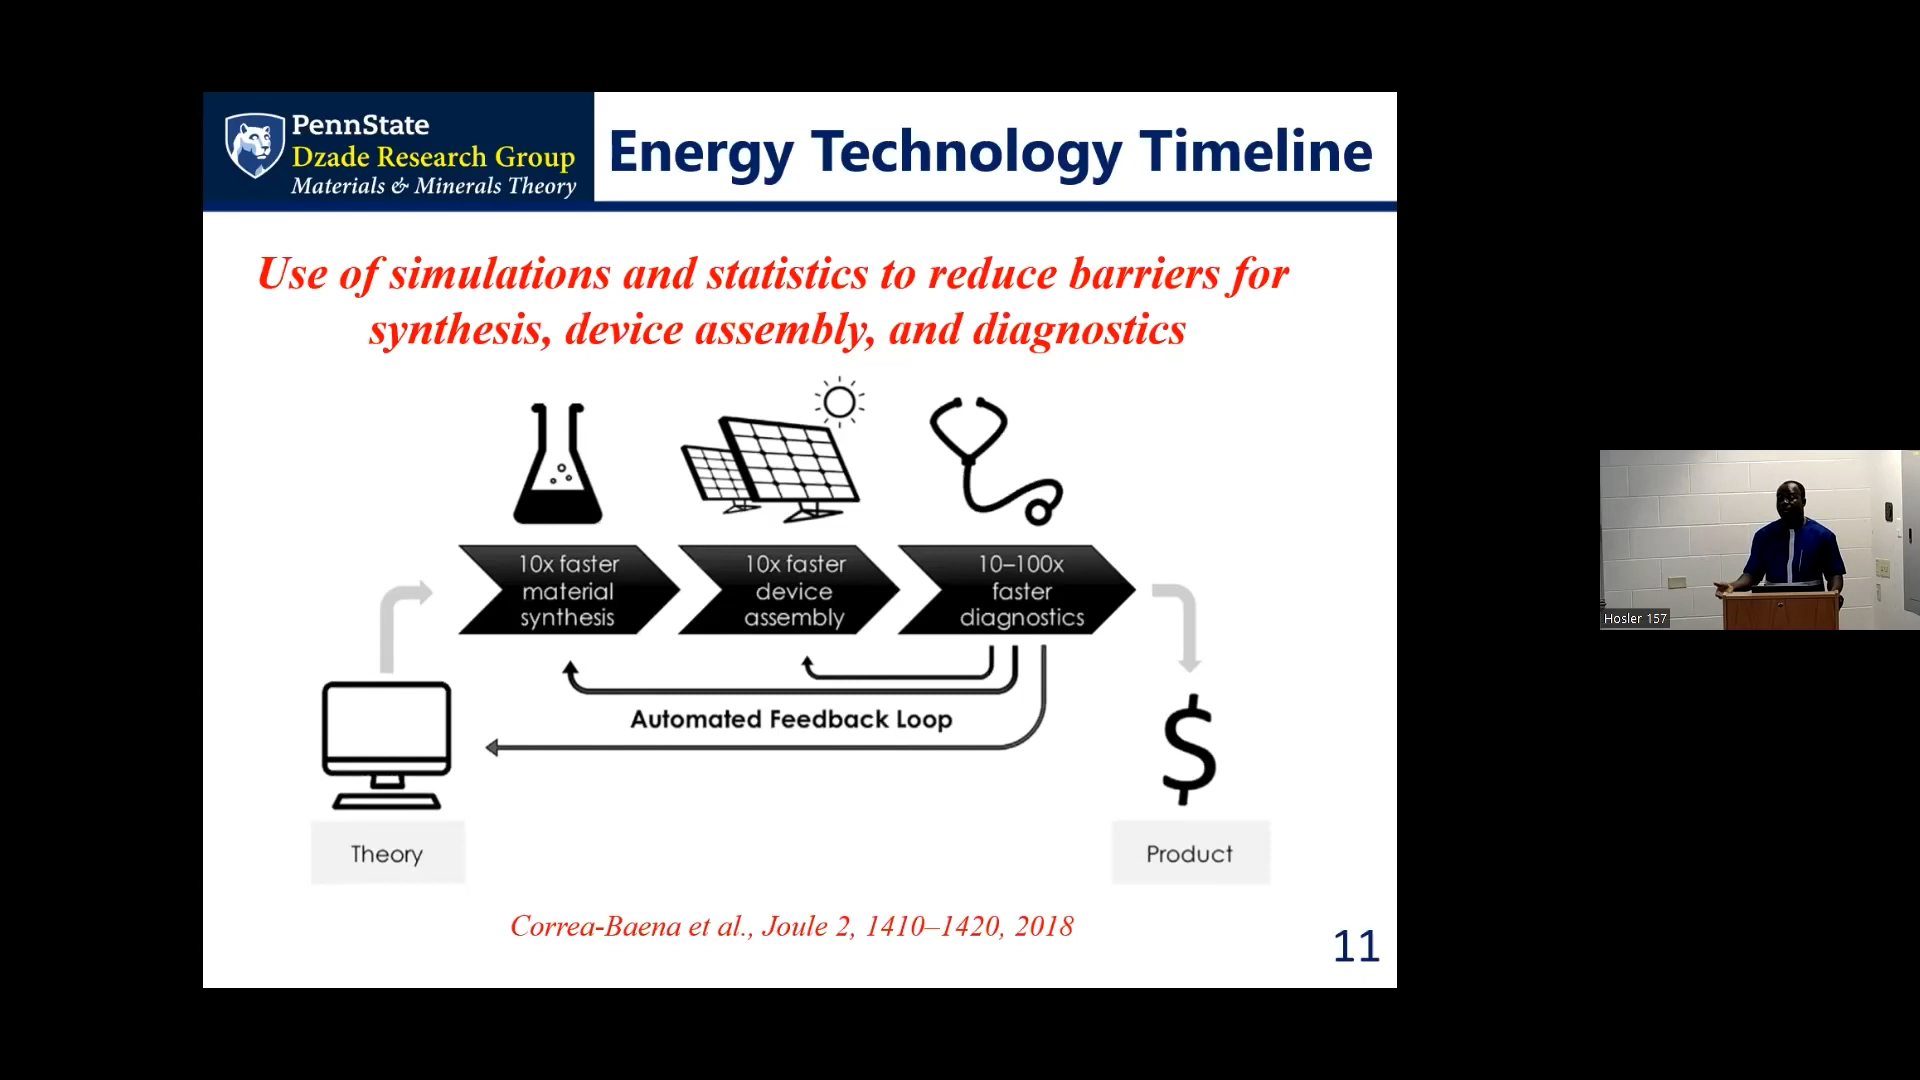 PennState
Dzade Research Group
Materials & Minerals Theory
Energy Technology Timeline
Use of simulations and statistics to reduce barriers for
synthesis, device assembly, and diagnostics
10x faster
material
synthesis
10x faster
device
assembly
10–100x
faster
diagnostics
Automated Feedback Loop
$
Theory
Product
Correa-Baena et al., Joule 2, 1410–1420, 2018
11
Hosler 157